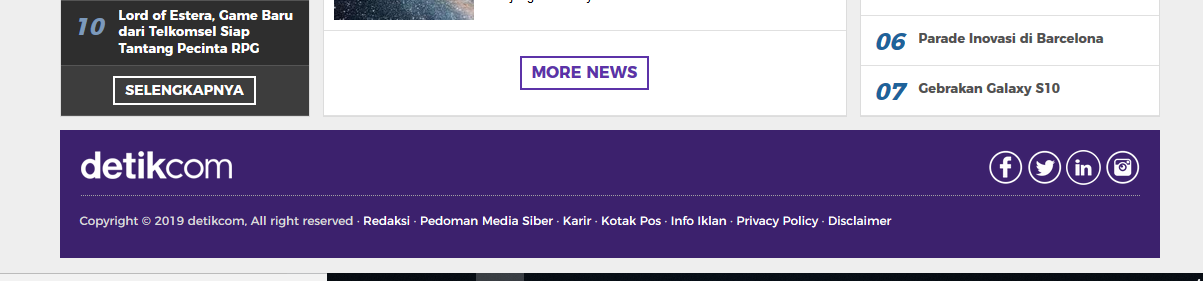 10
Lord of Estera, Game Baru
dari Telkomsel Siap
Tantang Pecinta RPG
SELENGKAPNYA
MORE NEWS
06 Parade Inovasi di Barcelona
07 Gebrakan Galaxy S10
detikcom
Copyright © 2019 detikcom, All right reserved · Redaksi · Pedoman Media Siber · Karir · Kotak Pos · Info Iklan · Privacy Policy · Disclaimer